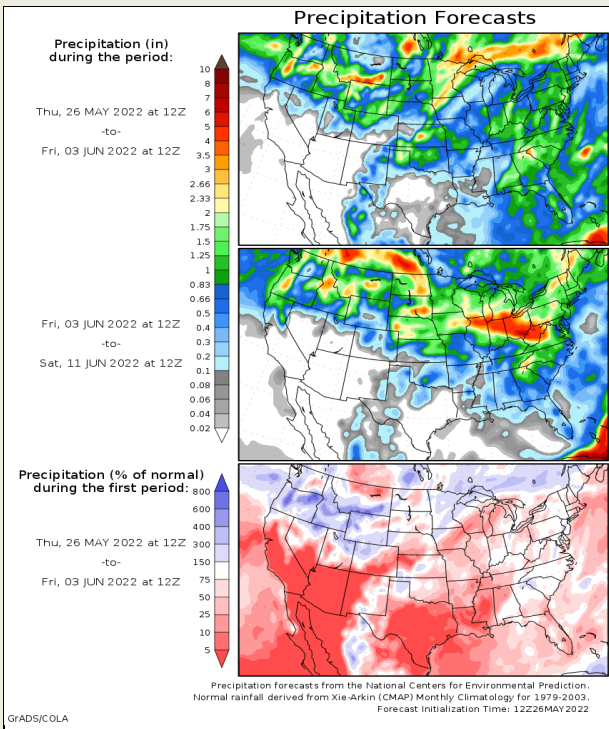 Precipitation Forecasts
Precipitation (in)
during the period:
Thu, 26 MAY 2022 at 12Z
-to-
Fri, 03 JUN 2022 at 12Z
10
8
7
6
5
4
3.5
3
2.66
2.33
2
1.75
1.5
1.25
1
0.83
0.66
0.5
0.4
0.3
0.2
0.1
0.08
0.06
0.04
0.02
Fri, 03 JUN 2022 at 12Z
-to-
Sat, 11 JUN 2022 at 12Z
Precipitation (% of normal)
during the first period:
Thu, 26 MAY 2022 at 12Z
-to-
Fri, 03 JUN 2022 at 12Z
800
600
400
300
150
75
50
25
10
5
Precipitation forecasts from the National Centers for Environmental Prediction.
Normal rainfall derived from Xie-Arkin (CMAP) Monthly Climatology for 1979-2003.
Forecast Initialization Time: 12Z26MAY2022
GrADS/COLA